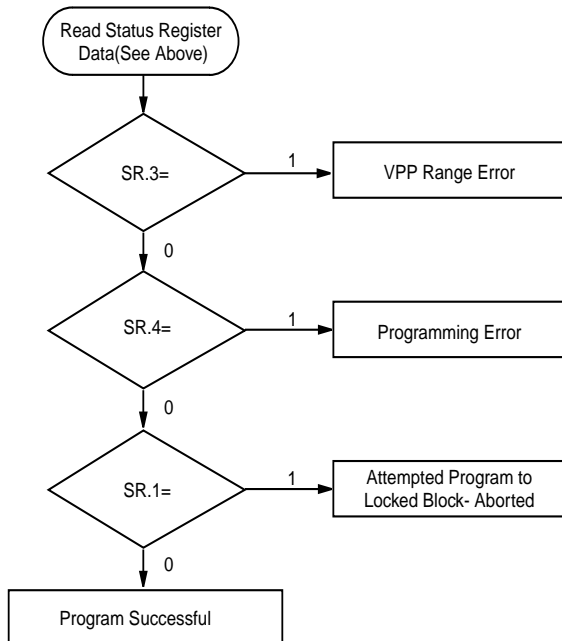 Read Status Register
Data(See Above)
SR.3=
1
VPP Range Error
0
SR.4=
1
Programming Error
0
SR.1=
1
Attempted Program to
Locked Block- Aborted
0
Program Successful